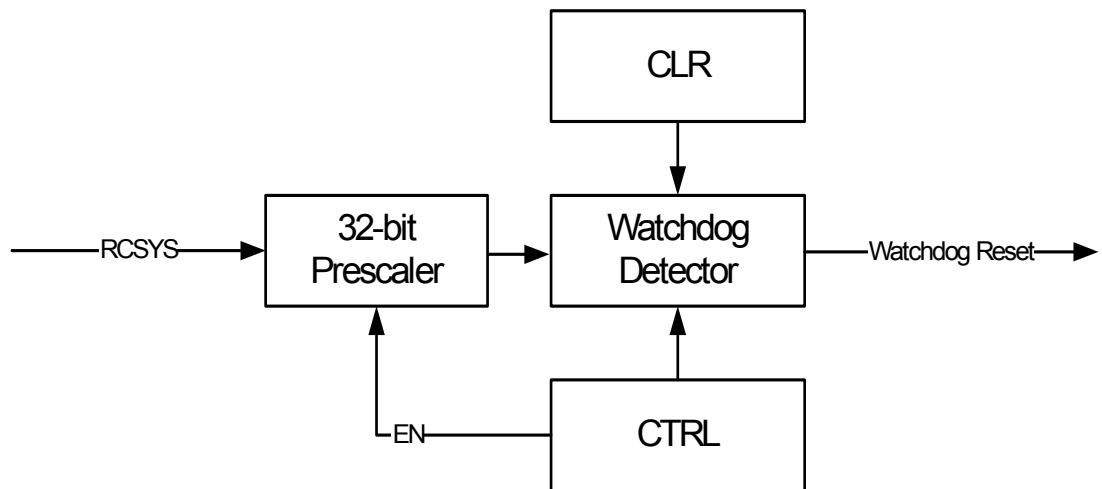 CLR
RCSYS
32-bit
Prescaler
Watchdog
Detector
Watchdog Reset
EN
CTRL